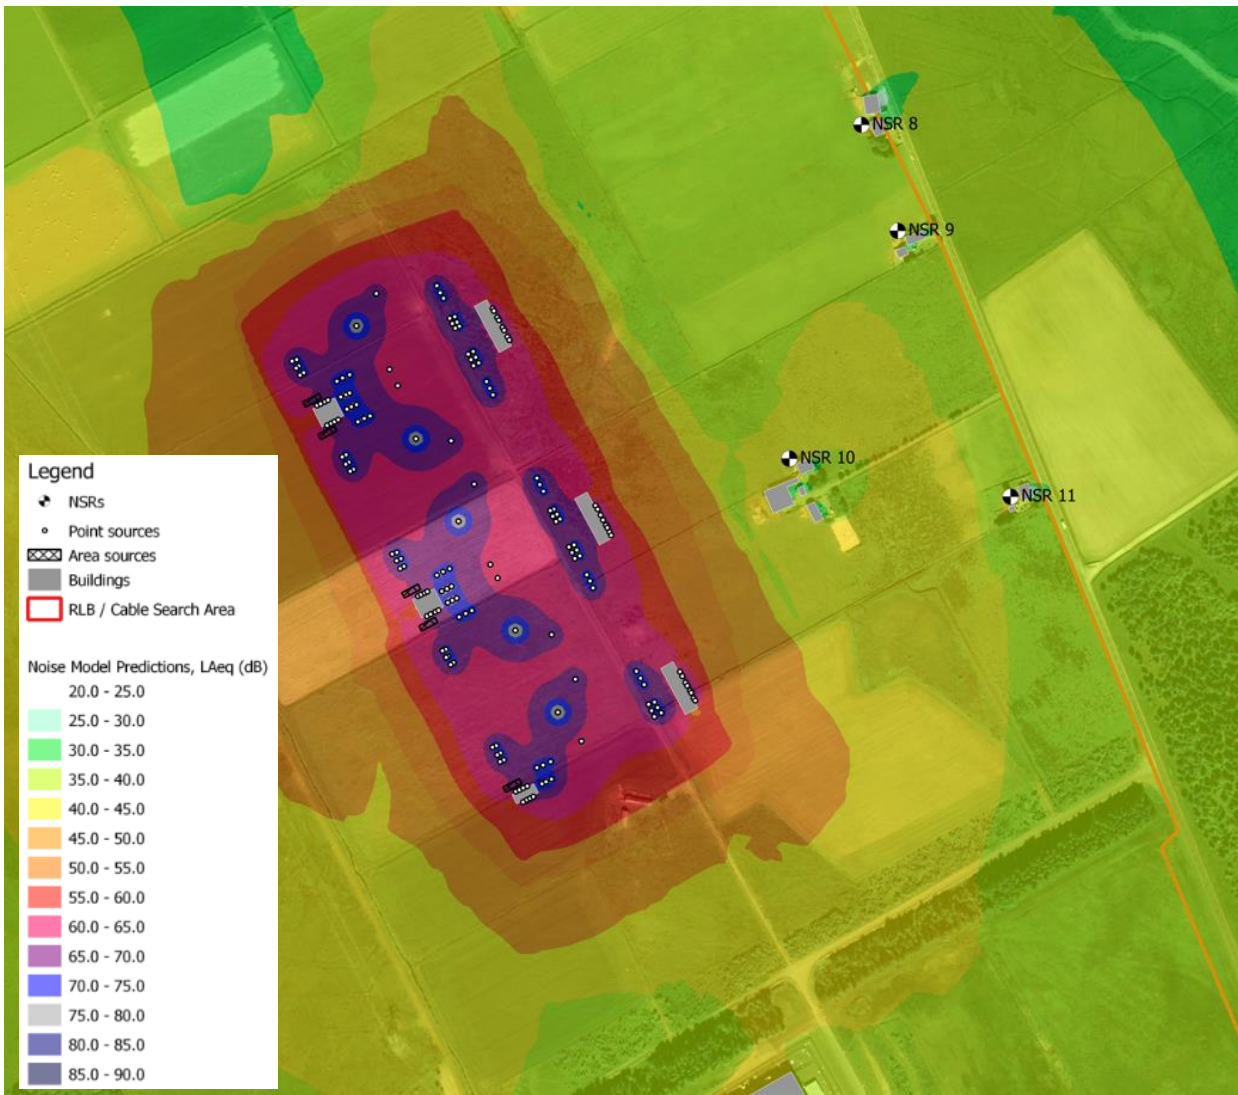 NSR 8
NSR 9
NSR 10
NSR 11
Legend
NSRs
Point sources
Area sources
Buildings
RLB / Cable Search Area
Noise Model Predictions, LAeq (dB)
20.0 - 25.0
25.0 - 30.0
30.0 - 35.0
35.0 - 40.0
40.0 - 45.0
45.0 - 50.0
50.0 - 55.0
55.0 - 60.0
60.0 - 65.0
65.0 - 70.0
70.0 - 75.0
75.0 - 80.0
80.0 - 85.0
85.0 - 90.0